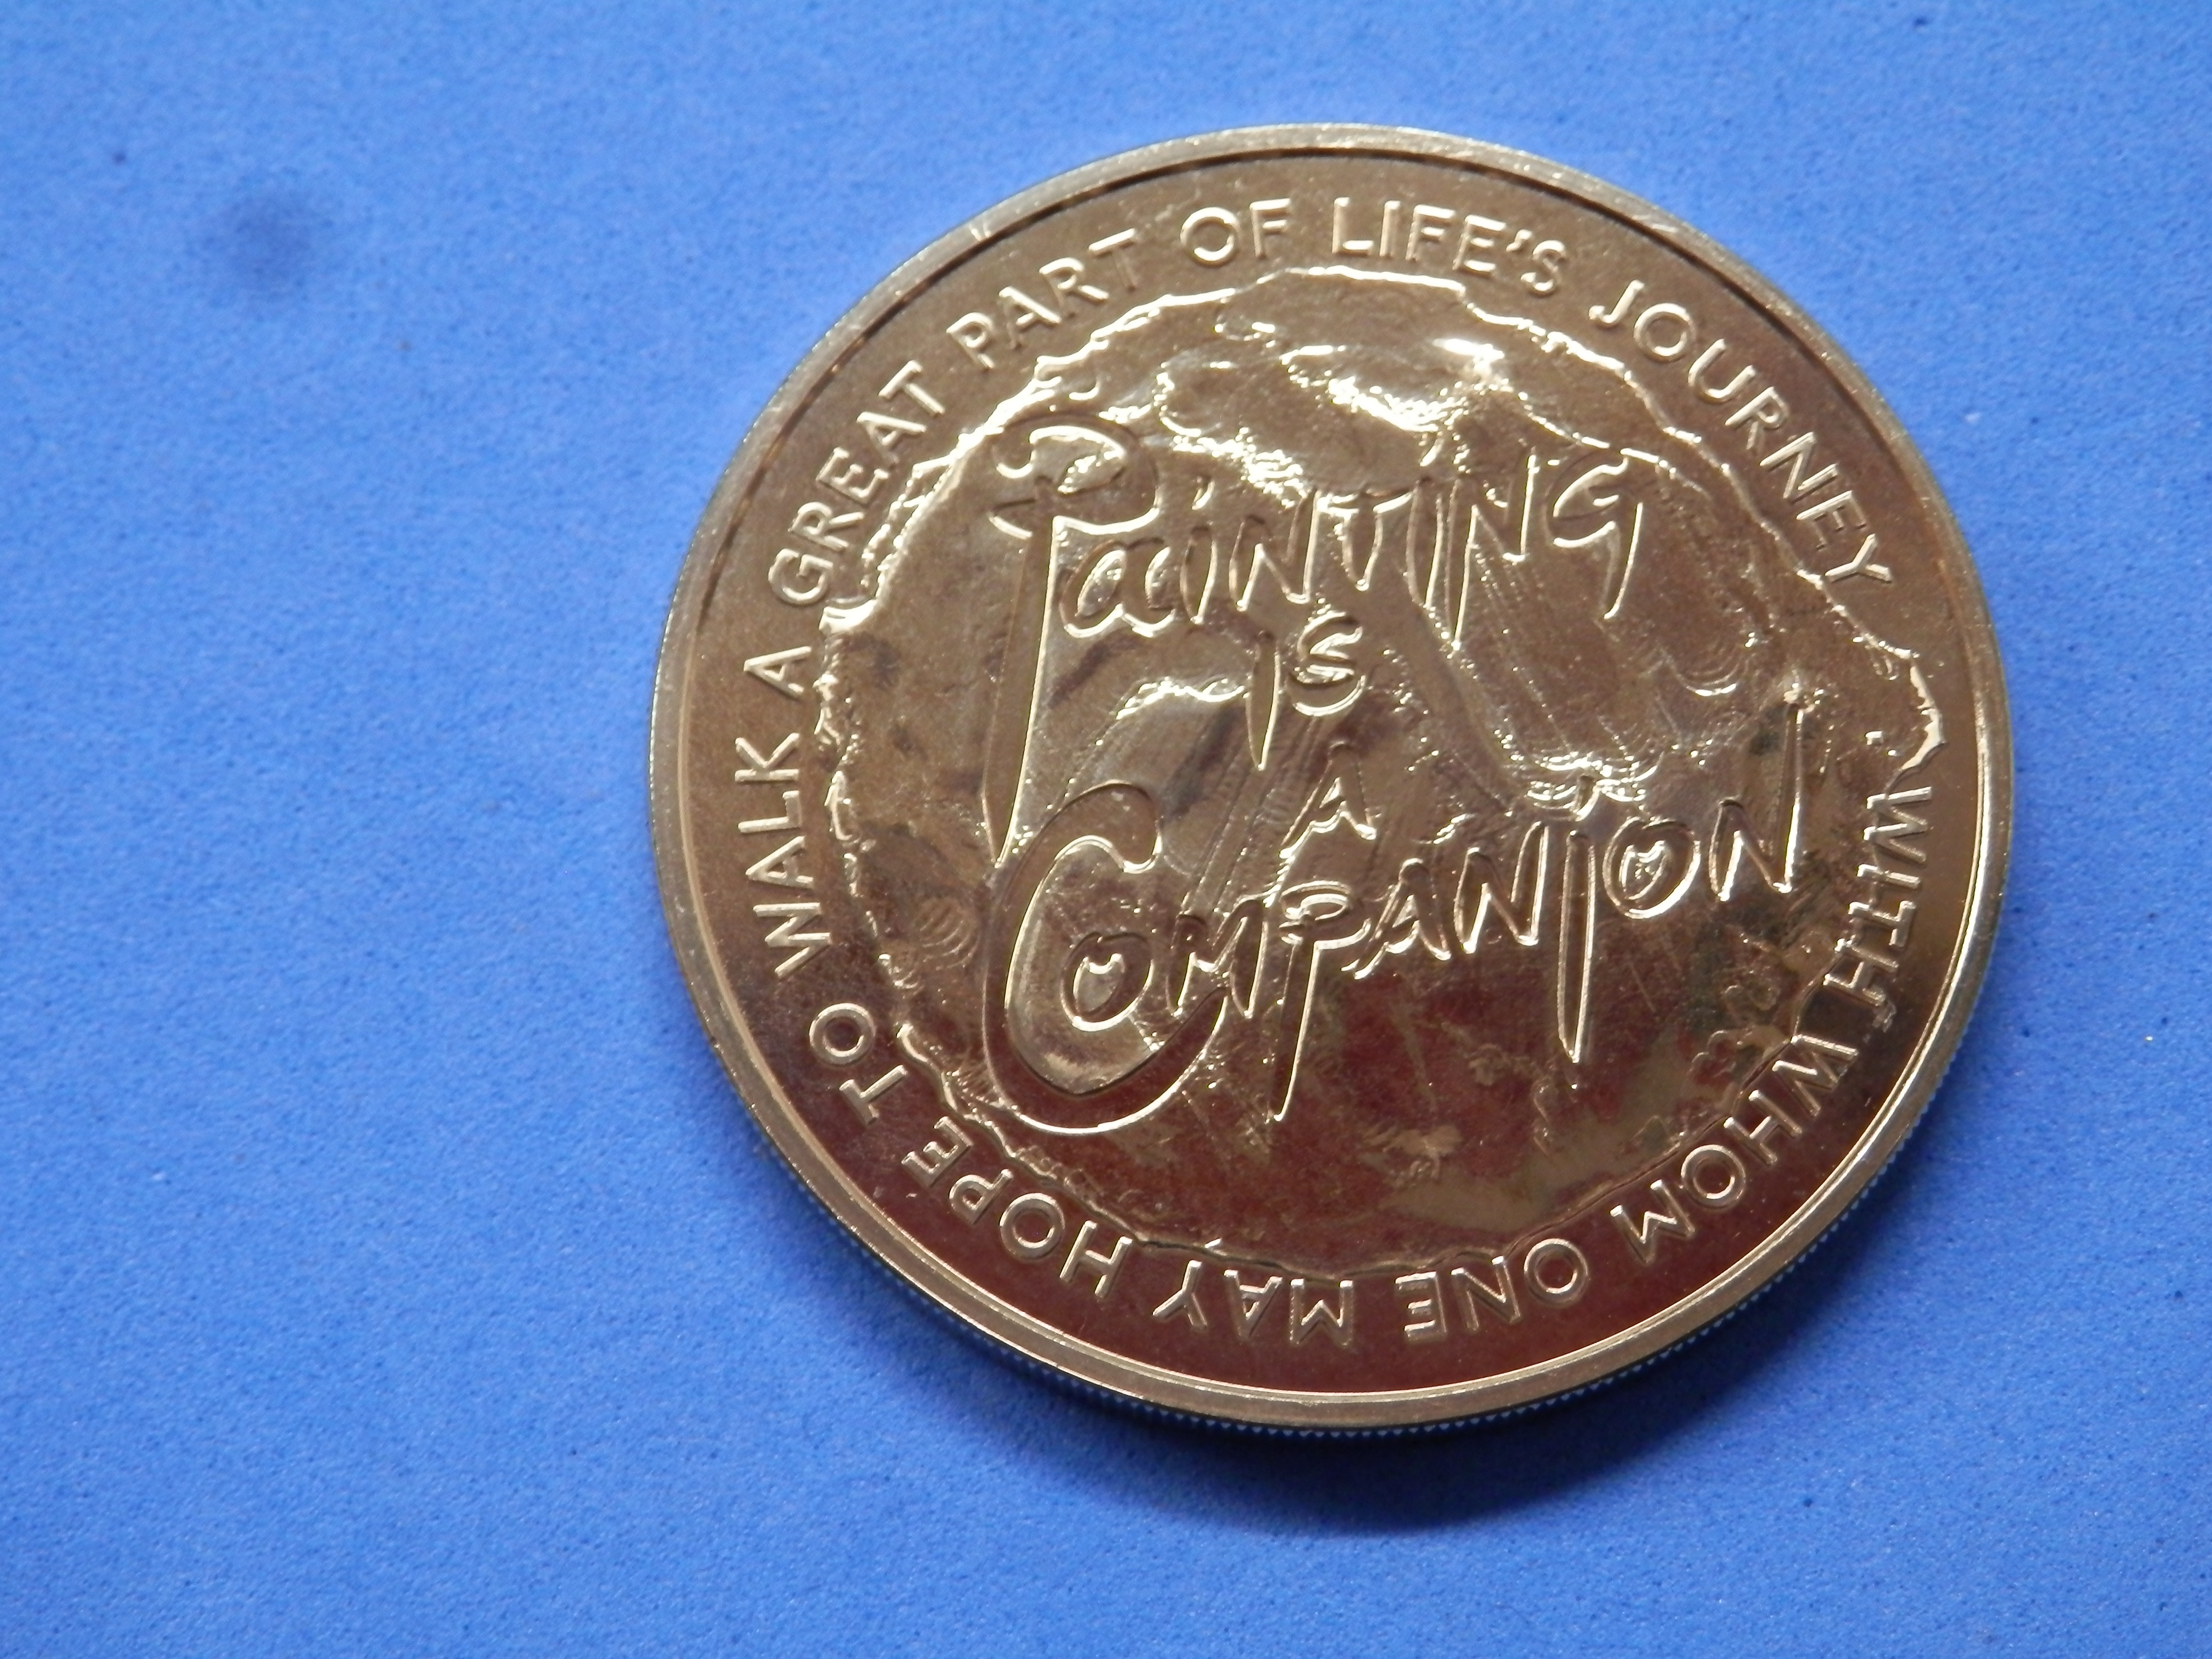 Painting
is
A
Companion
WITH WHOM ONE MAY HOPE TO WALK A GREAT PART OF LIFE'S JOURNEY